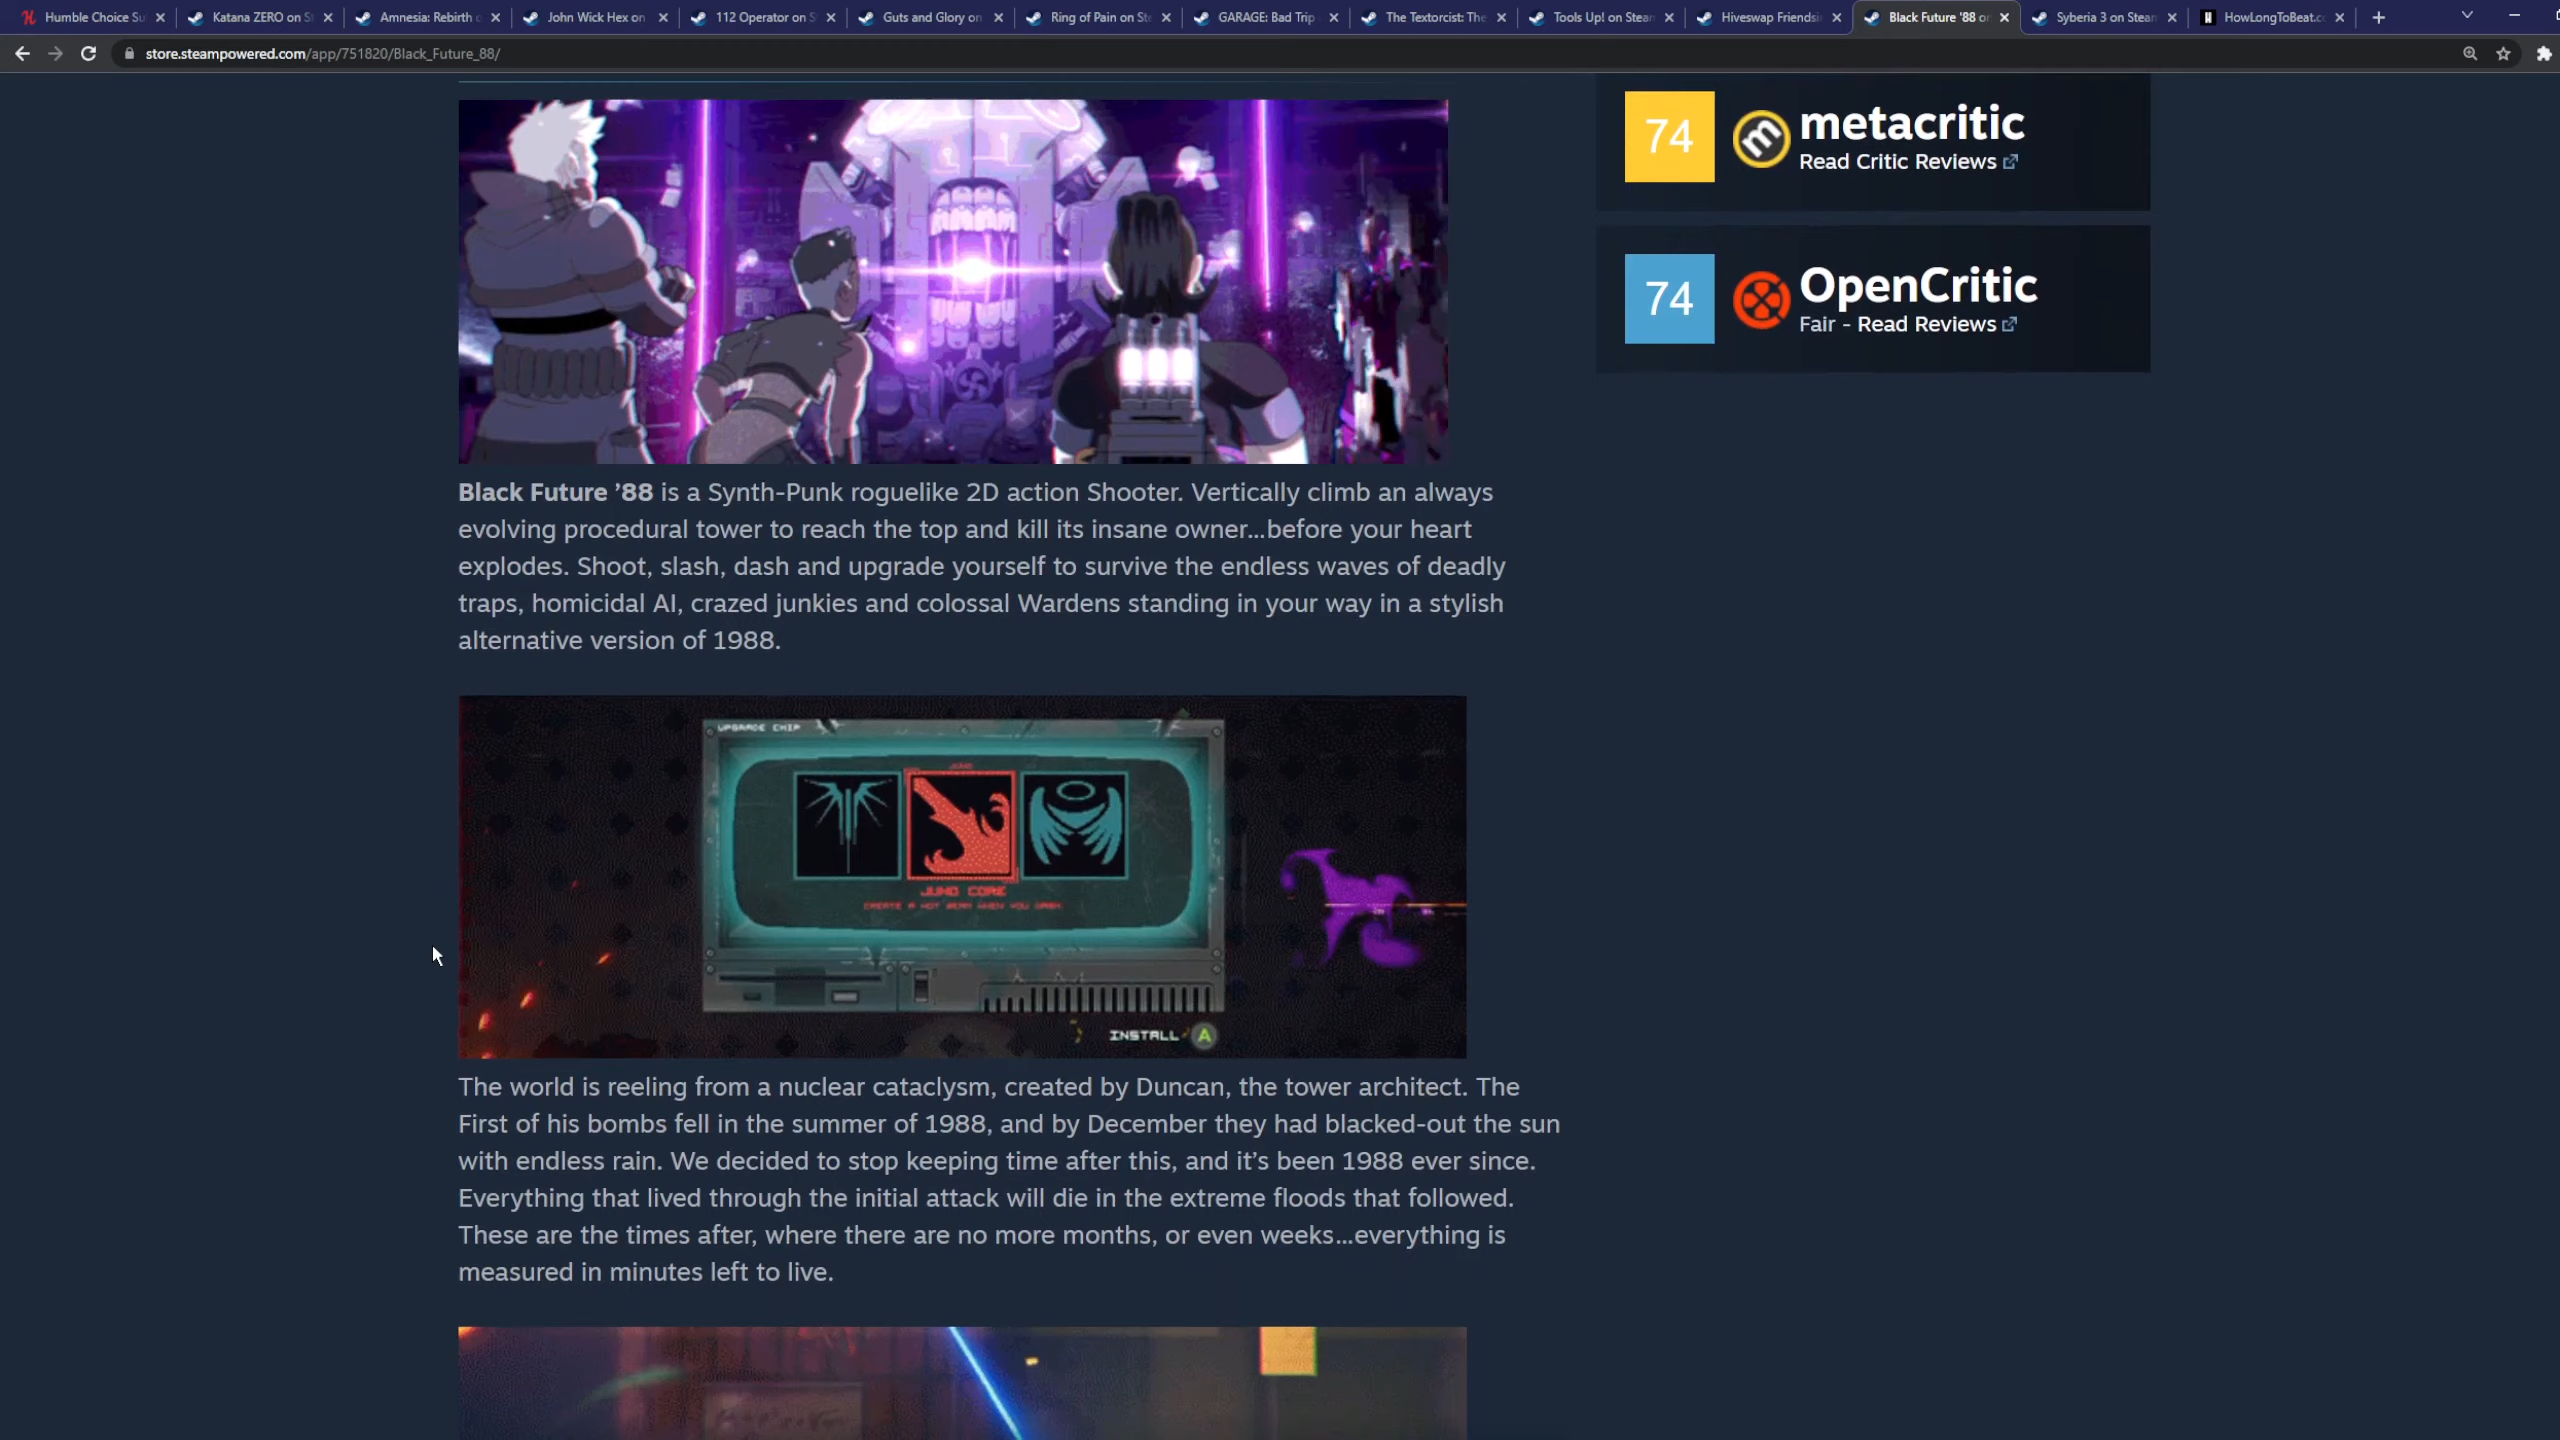 Humble Choice Su
Katana ZERO on S
Amnesia: Rebirth o
John Wick Hex on
112 Operator on S
Guts and Glory on
Ring of Pain on Ste
GARAGE: Bad Trip
The Textorcist: The
Tools Up! on Stean
Hiveswap Friendsi
Black Future '88 o
Syberia 3 on Stean
HowLongToBeat.c
store.steampowered.com/app/751820/Black_Future_88/
74
metacritic
Read Critic Reviews
74
OpenCritic
Fair - Read Reviews
Black Future ’88 is a Synth-Punk roguelike 2D action Shooter. Vertically climb an always
evolving procedural tower to reach the top and kill its insane owner...before your heart
explodes. Shoot, slash, dash and upgrade yourself to survive the endless waves of deadly
traps, homicidal AI, crazed junkies and colossal Wardens standing in your way in a stylish
alternative version of 1988.
UPGRADE CHIP
CREATE A HOT BEAM WHEN YOU DASH
INSTALL A
The world is reeling from a nuclear cataclysm, created by Duncan, the tower architect. The
First of his bombs fell in the summer of 1988, and by December they had blacked-out the sun
with endless rain. We decided to stop keeping time after this, and it’s been 1988 ever since.
Everything that lived through the initial attack will die in the extreme floods that followed.
These are the times after, where there are no more months, or even weeks...everything is
measured in minutes left to live.